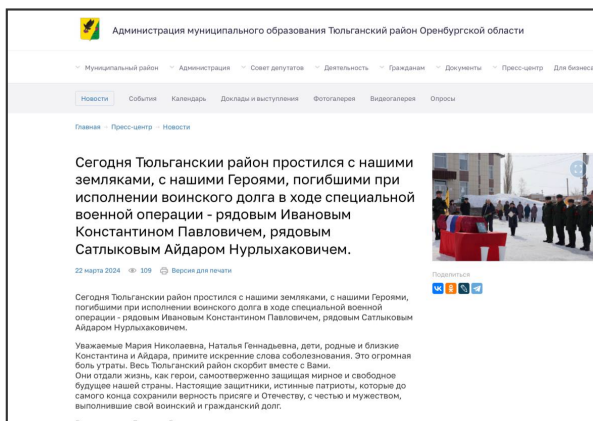 Администрация муниципального образования Тюльганский район Оренбургской области
Муниципальный район Администрация Совет депутатов Деятельность Гражданам Документы Пресс-центр Для бизнеса
Новости События Календарь Доклады и выступления Фотогалерея Видеогалерея Опросы
Главная - Пресс-центр - Новости
Сегодня Тюльганскии район простился с нашими
земляками, с нашими Героями, погибшими при
исполнении воинского долга в ходе специальной
военной операции - рядовым Ивановым
Константином Павловичем, рядовым
Сатлыковым Айдаром Нурлыхаковичем.
22 марта 2024 109 Версия для печати
Поделиться
Сегодня Тюльганскии район простился с нашими земляками, с нашими Героями,
погибшими при исполнении воинского долга в ходе специальной военной
операции - рядовым Ивановым Константином Павловичем, рядовым Сатлыковым
Айдаром Нурлыхаковичем.
Уважаемые Мария Николаевна, Наталья Геннадьевна, дети, родные и близкие
Константина и Айдара, примите искренние слова соболезнования. Это огромная
боль утраты. Весь Тюльганский район скорбит вместе с Вами.
Они отдали жизнь, как герои, самоотверженно защищая мирное и свободное
будущее нашей страны. Настоящие защитники, истинные патриоты, которые до
самого конца сохранили верность присяге и Отечеству, с честью и мужеством,
выполнившие свой воинский и гражданский долг.